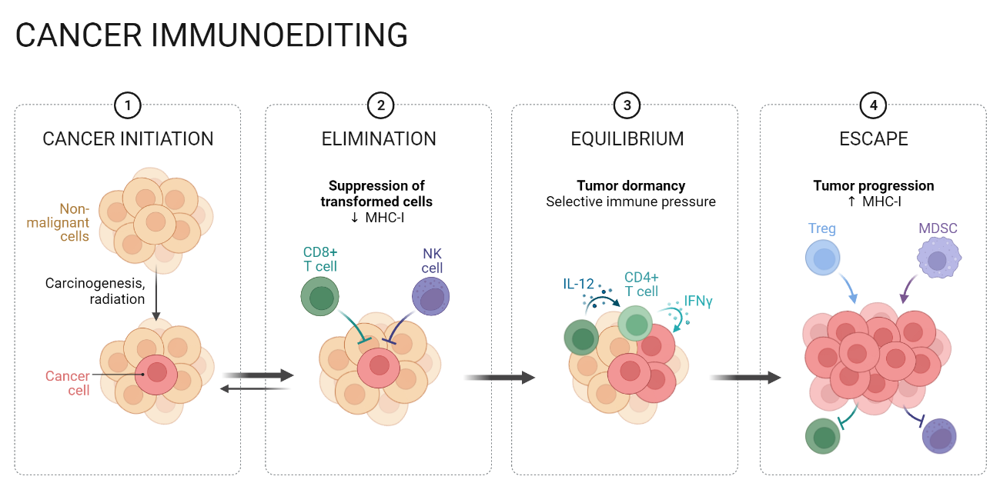 CANCER IMMUNOEDITING
1
CANCER INITIATION
Non-
malignant
cells
Carcinogenesis,
radiation
Cancer
cell
2
ELIMINATION
Suppression of
transformed cells
↓ MHC-I
CD8+
T cell
NK
cell
3
EQUILIBRIUM
Tumor dormancy
Selective immune pressure
IL-12
CD4+
T cell
IFNγ
4
ESCAPE
Tumor progression
↑ MHC-I
Treg
MDSC